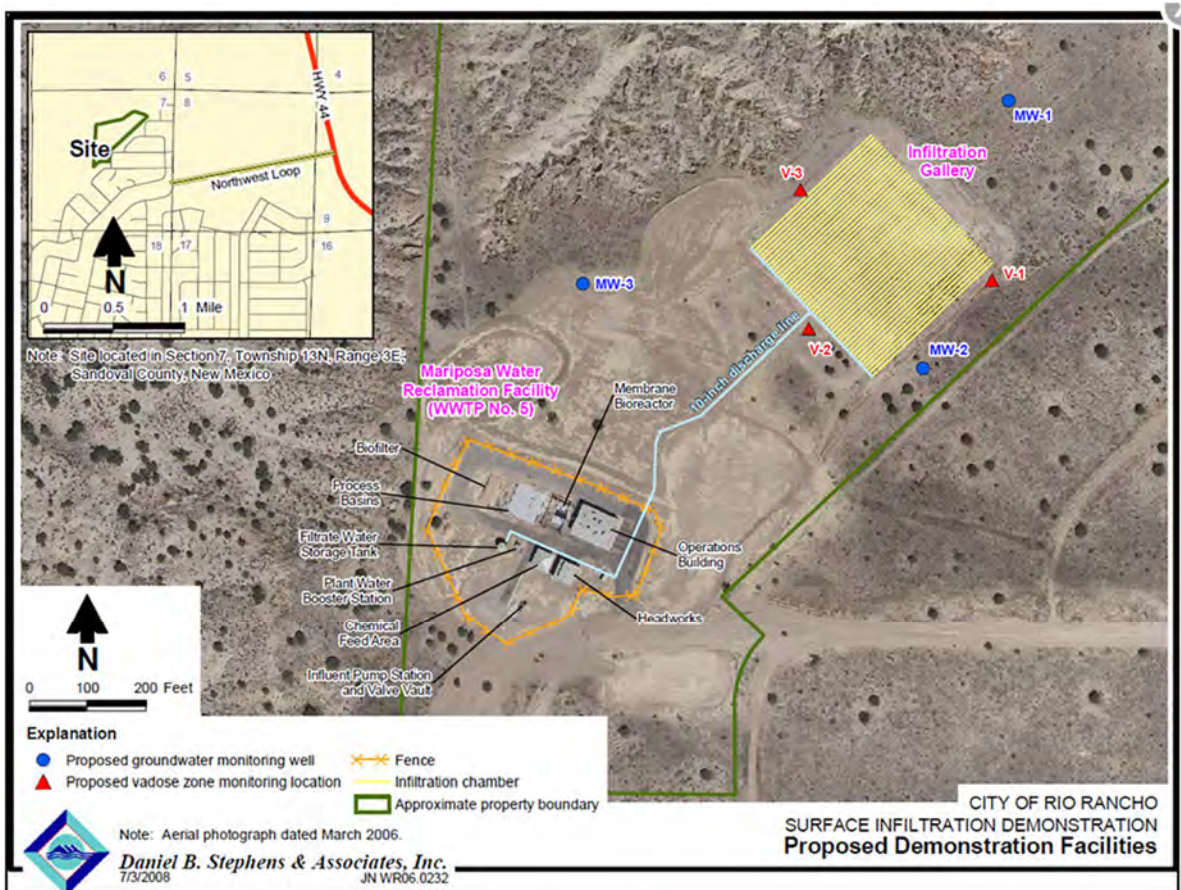 6 5
4
7 8
HWY 44
Site
Northwest Loop
9
18 17
16
N
0 0.5 1 Mile
Note: Site located in Section 7, Township 13N, Range 3E;
Sandoval County, New Mexico
MW-1
Infiltration
Gallery
V-3
V-1
MW-3
V-2
MW-2
10-inch discharge line
Mariposa Water
Reclamation Facility
(WWTP No. 5)
Membrane
Bioreactor
Biofilter
Process
Basins
Filtrate Water
Storage Tank
Operations
Building
Plant Water
Booster Station
Headworks
Chemical
Feed Area
Influent Pump Station
and Valve Vault
N
0 100 200 Feet
Explanation
Proposed groundwater monitoring well
Proposed vadose zone monitoring location
Fence
Infiltration chamber
Approximate property boundary
Note: Aerial photograph dated March 2006.
Daniel B. Stephens & Associates, Inc.
7/3/2008 JN WR06.0232
CITY OF RIO RANCHO
SURFACE INFILTRATION DEMONSTRATION
Proposed Demonstration Facilities